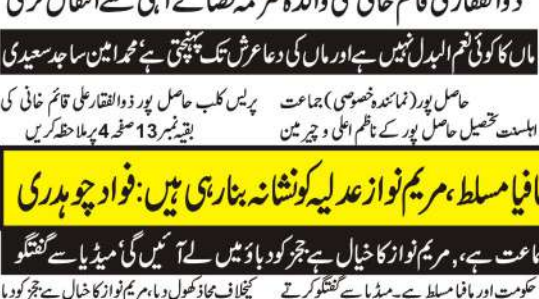 ذوالفقار علی قائم خانی کی والدہ محترمہ قضائے الٰہی سے انتقال کر گئی
ماں کا کوئی نعم البدل نہیں ہے اور ماں کی دعا عرش تک پہنچتی ہے، محمد امین ساجد سعیدی
حاصل پور (نمائندہ خصوصی) جماعت
اہلسنت تحصیل حاصل پور کے ناظم اعلی و چیرمین
پریس کلب حاصل پور ذوالفقار علی قائم خانی کی
بقیہ نمبر 13 صفحہ 4 پر ملاحظہ کریں
مافیا مسلط، مریم نواز عدلیہ کو نشانہ بنا رہی ہیں: فواد چوہدری
جماعت ہے، مریم نواز کا خیال ہے ججز کو دباؤ میں لے آئیں گی، میڈیا سے گفتگو
حکومت اور مافیا مسلط ہے۔ میڈیا سے گفتگو کرتے
کیخلاف محاذ کھول دیا، مریم نواز کا خیال ہے ججز کو دبا